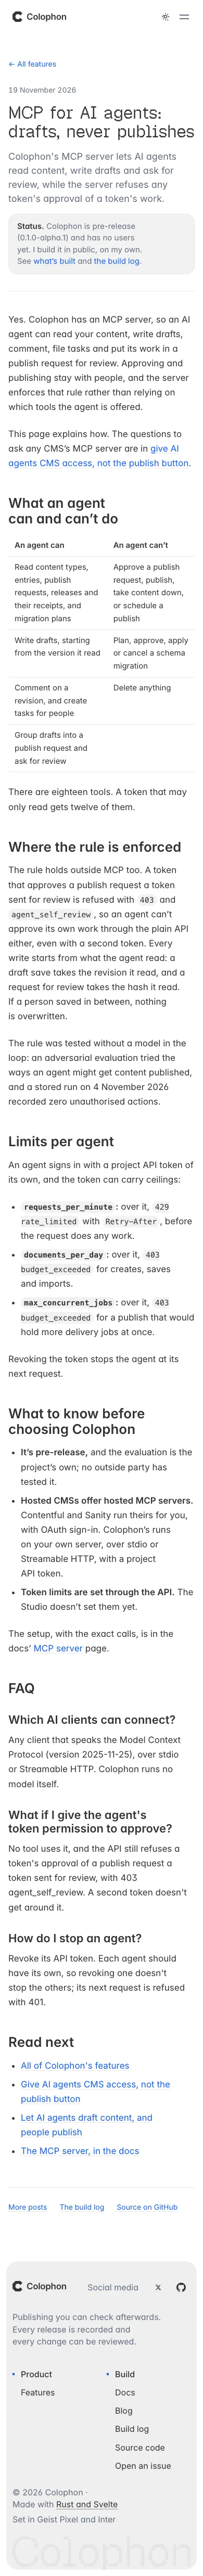 Colophon
← All features
19 November 2026
MCP for AI agents:
drafts, never publishes
Colophon's MCP server lets AI agents
read content, write drafts and ask for
review, while the server refuses any
token's approval of a token's work.
Status. Colophon is pre-release
(0.1.0-alpha.1) and has no users
yet. I build it in public, on my own.
See what's built and the build log.
Yes. Colophon has an MCP server, so an AI
agent can read your content, write drafts,
comment, file tasks and put its work in a
publish request for review. Approving and
publishing stay with people, and the server
enforces that rule rather than relying on
which tools the agent is offered.
This page explains how. The questions to
ask any CMS's MCP server are in give AI
agents CMS access, not the publish button.
What an agent
can and can't do
An agent can
An agent can't
Read content types,
entries, publish
requests, releases and
their receipts, and
migration plans
Approve a publish
request, publish,
take content down,
or schedule a
publish
Write drafts, starting
from the version it read
Plan, approve, apply
or cancel a schema
migration
Comment on a
revision, and create
tasks for people
Delete anything
Group drafts into a
publish request and
ask for review
There are eighteen tools. A token that may
only read gets twelve of them.
Where the rule is enforced
The rule holds outside MCP too. A token
that approves a publish request a token
sent for review is refused with 403 and
agent_self_review, so an agent can't
approve its own work through the plain API
either, even with a second token. Every
write starts from what the agent read: a
draft save takes the revision it read, and a
request for review takes the hash it read.
If a person saved in between, nothing
is overwritten.
The rule was tested without a model in the
loop: an adversarial evaluation tried the
ways an agent might get content published,
and a stored run on 4 November 2026
recorded zero unauthorised actions.
Limits per agent
An agent signs in with a project API token of
its own, and the token can carry ceilings:
• requests_per_minute: over it, 429
rate_limited with Retry-After, before
the request does any work.
• documents_per_day: over it, 403
budget_exceeded for creates, saves
and imports.
• max_concurrent_jobs: over it, 403
budget_exceeded for a publish that would
hold more delivery jobs at once.
Revoking the token stops the agent at its
next request.
What to know before
choosing Colophon
• It's pre-release, and the evaluation is the
project's own; no outside party has
tested it.
• Hosted CMSs offer hosted MCP servers.
Contentful and Sanity run theirs for you,
with OAuth sign-in. Colophon's runs
on your own server, over stdio or
Streamable HTTP, with a project
API token.
• Token limits are set through the API. The
Studio doesn't set them yet.
The setup, with the exact calls, is in the
docs' MCP server page.
FAQ
Which AI clients can connect?
Any client that speaks the Model Context
Protocol (version 2025-11-25), over stdio
or Streamable HTTP. Colophon runs no
model itself.
What if I give the agent's
token permission to approve?
No tool uses it, and the API still refuses a
token's approval of a publish request a
token sent for review, with 403
agent_self_review. A second token doesn't
get around it.
How do I stop an agent?
Revoke its API token. Each agent should
have its own, so revoking one doesn't
stop the others; its next request is refused
with 401.
Read next
• All of Colophon's features
• Give AI agents CMS access, not the
publish button
• Let AI agents draft content, and
people publish
• The MCP server, in the docs
More posts
The build log
Source on GitHub
Colophon
Social media
Publishing you can check afterwards.
Every release is recorded and
every change can be reviewed.
Product
Features
Build
Docs
Blog
Build log
Source code
Open an issue
© 2026 Colophon ·
Made with Rust and Svelte
Set in Geist Pixel and Inter
Colophon